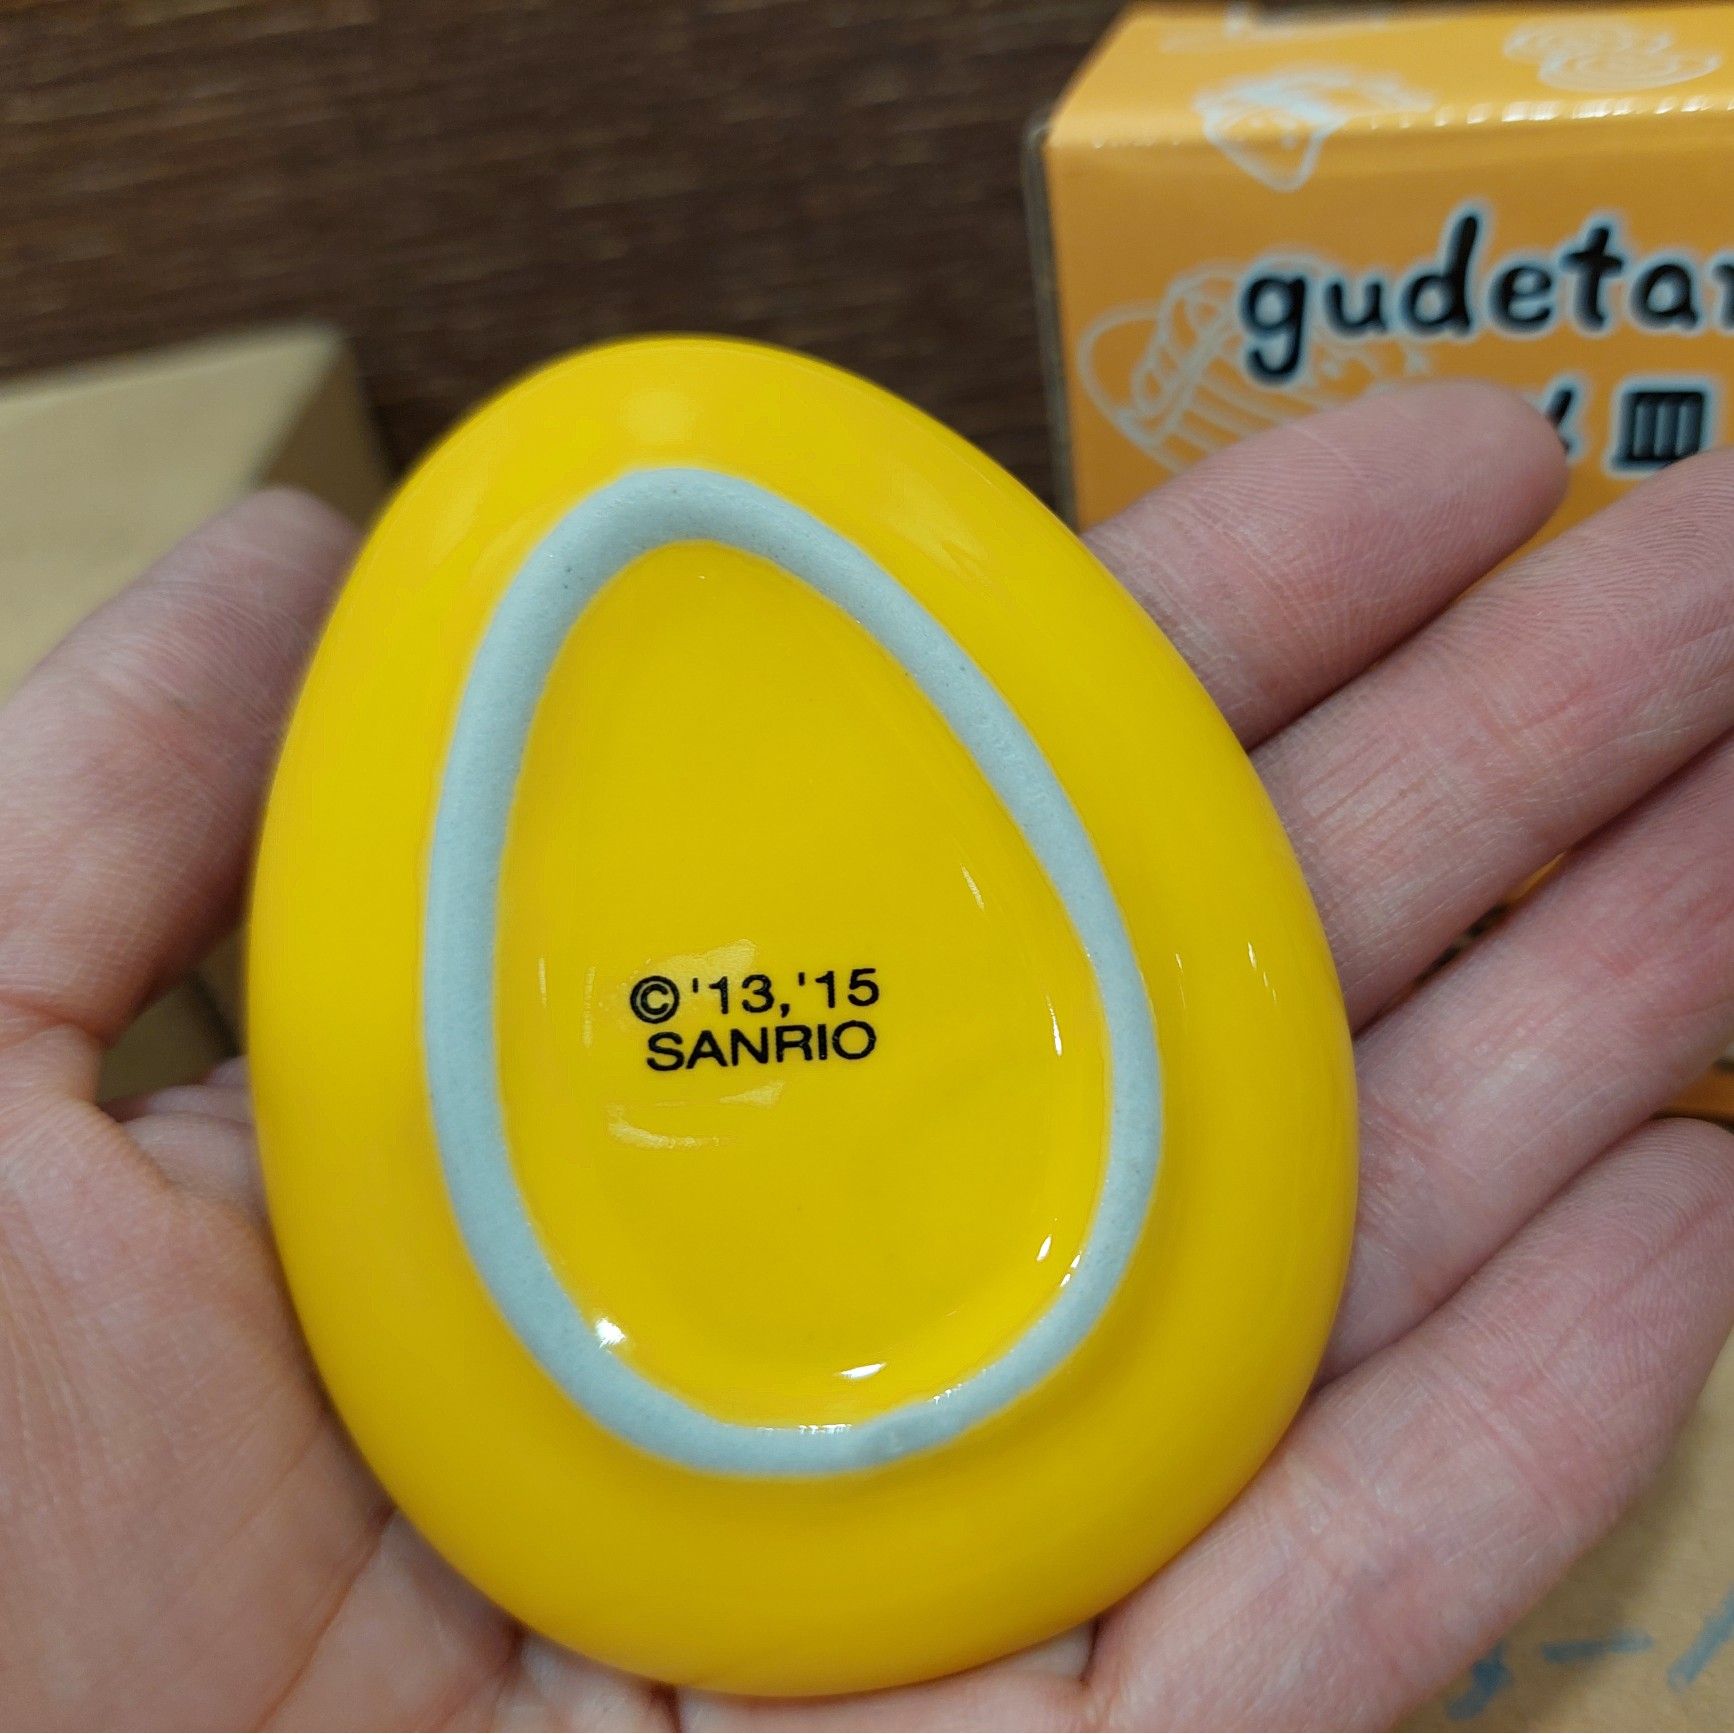 gudeta
皿
© '13, '15
SANRIO